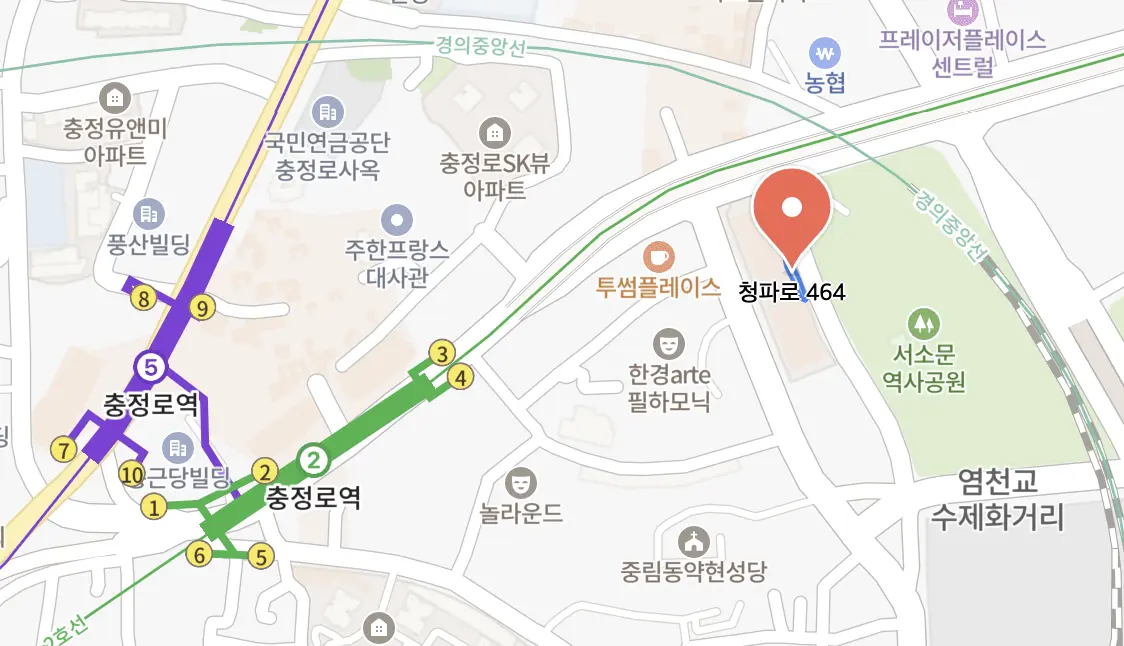 경의중앙선
프레이저플레이스
센트럴
농협
충정유앤미
아파트
국민연금공단
충정로사옥
충정로SK뷰
아파트
풍산빌딩
주한프랑스
대사관
8
9
투썸플레이스
청파로 464
경의중앙선
서소문
역사공원
한경arte
필하모닉
5
충정로역
3
4
7
10
근당빌딩
1
2
2
충정로역
6
5
놀라운드
염천교
수제화거리
중림동약현성당
2호선